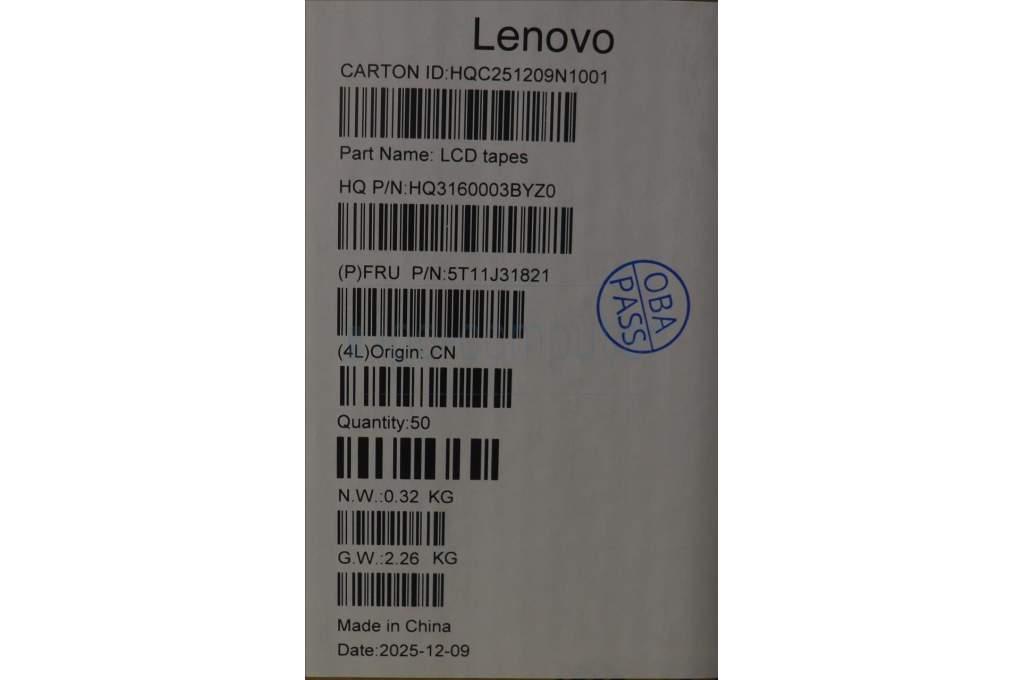 Lenovo
CARTON ID:HQC251209N1001
Part Name: LCD tapes
HQ P/N:HQ3160003BYZ0
(P)FRU P/N:5T11J31821
OBA
PASS
(4L)Origin: CN
Quantity:50
N.W.:0.32 KG
G.W.:2.26 KG
Made in China
Date:2025-12-09